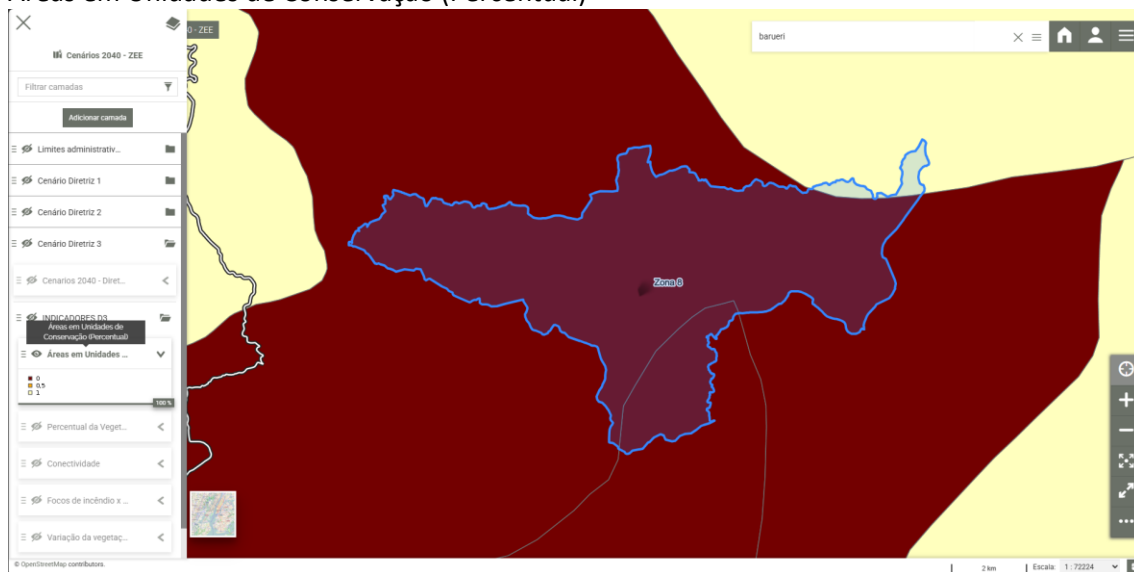 Áreas em Unidades de Conservação (Percentual)
0 - ZEE
barueri
Cenários 2040 - ZEE
Filtrar camadas
Adicionar camada
Limites administrativ...
Cenário Diretriz 1
Cenário Diretriz 2
Cenário Diretriz 3
Cenarios 2040 - Diret...
INDICADORES D3
Áreas em Unidades de
Conservação (Percentual)
Áreas em Unidades ...
0
0,5
1
100 %
Percentual da Veget...
Conectividade
Focos de incêndio x ...
Variação da vegetaç...
Zona 8
© OpenStreetMap contributors.
2 km
Escala: 1 : 72224